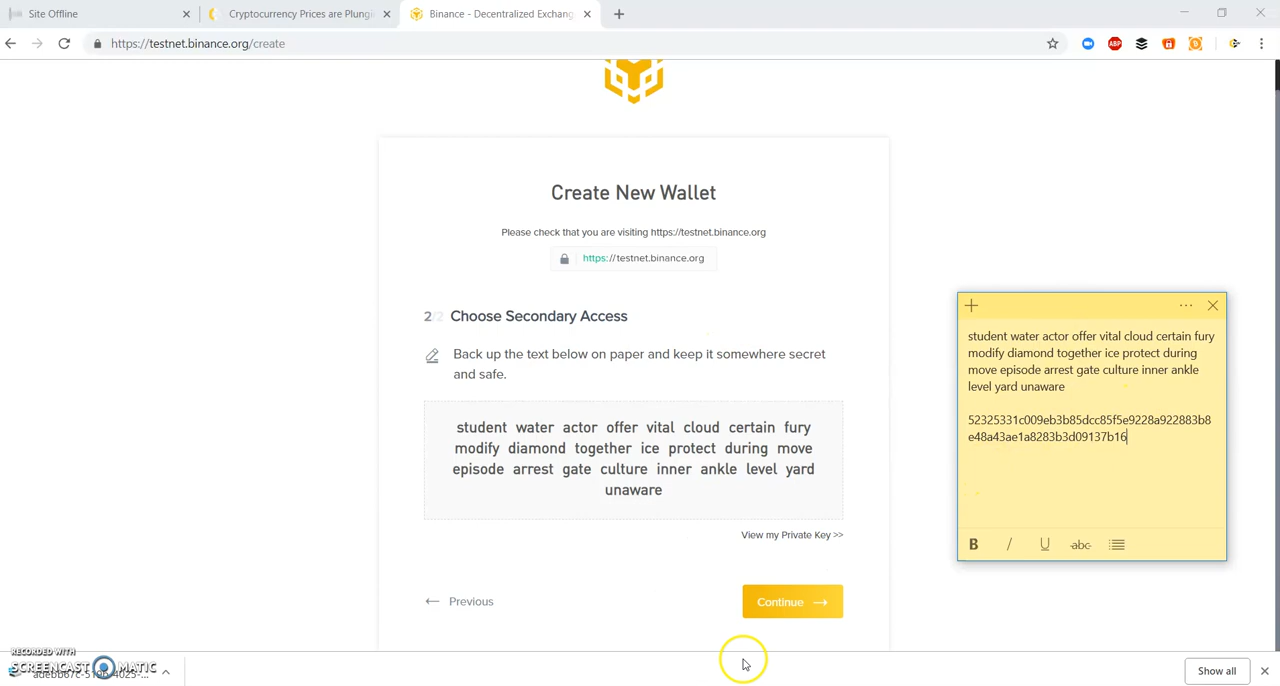 Site Offline
Cryptocurrency Prices are Plungi
Binance - Decentralized Exchang
https://testnet.binance.org/create
ABP
Create New Wallet
Please check that you are visiting https://testnet.binance.org
https://testnet.binance.org
2/2 Choose Secondary Access
Back up the text below on paper and keep it somewhere secret
and safe.
student water actor offer vital cloud certain fury
modify diamond together ice protect during move
episode arrest gate culture inner ankle level yard
unaware
View my Private Key >>
← Previous
Continue →
student water actor offer vital cloud certain fury
modify diamond together ice protect during
move episode arrest gate culture inner ankle
level yard unaware
52325331c009eb3b85dcc85f5e9228a922883b8
e48a43ae1a8283b3d09137b16
B / U abc
RECORDED WITH
SCREENCAST MATIC
Show all